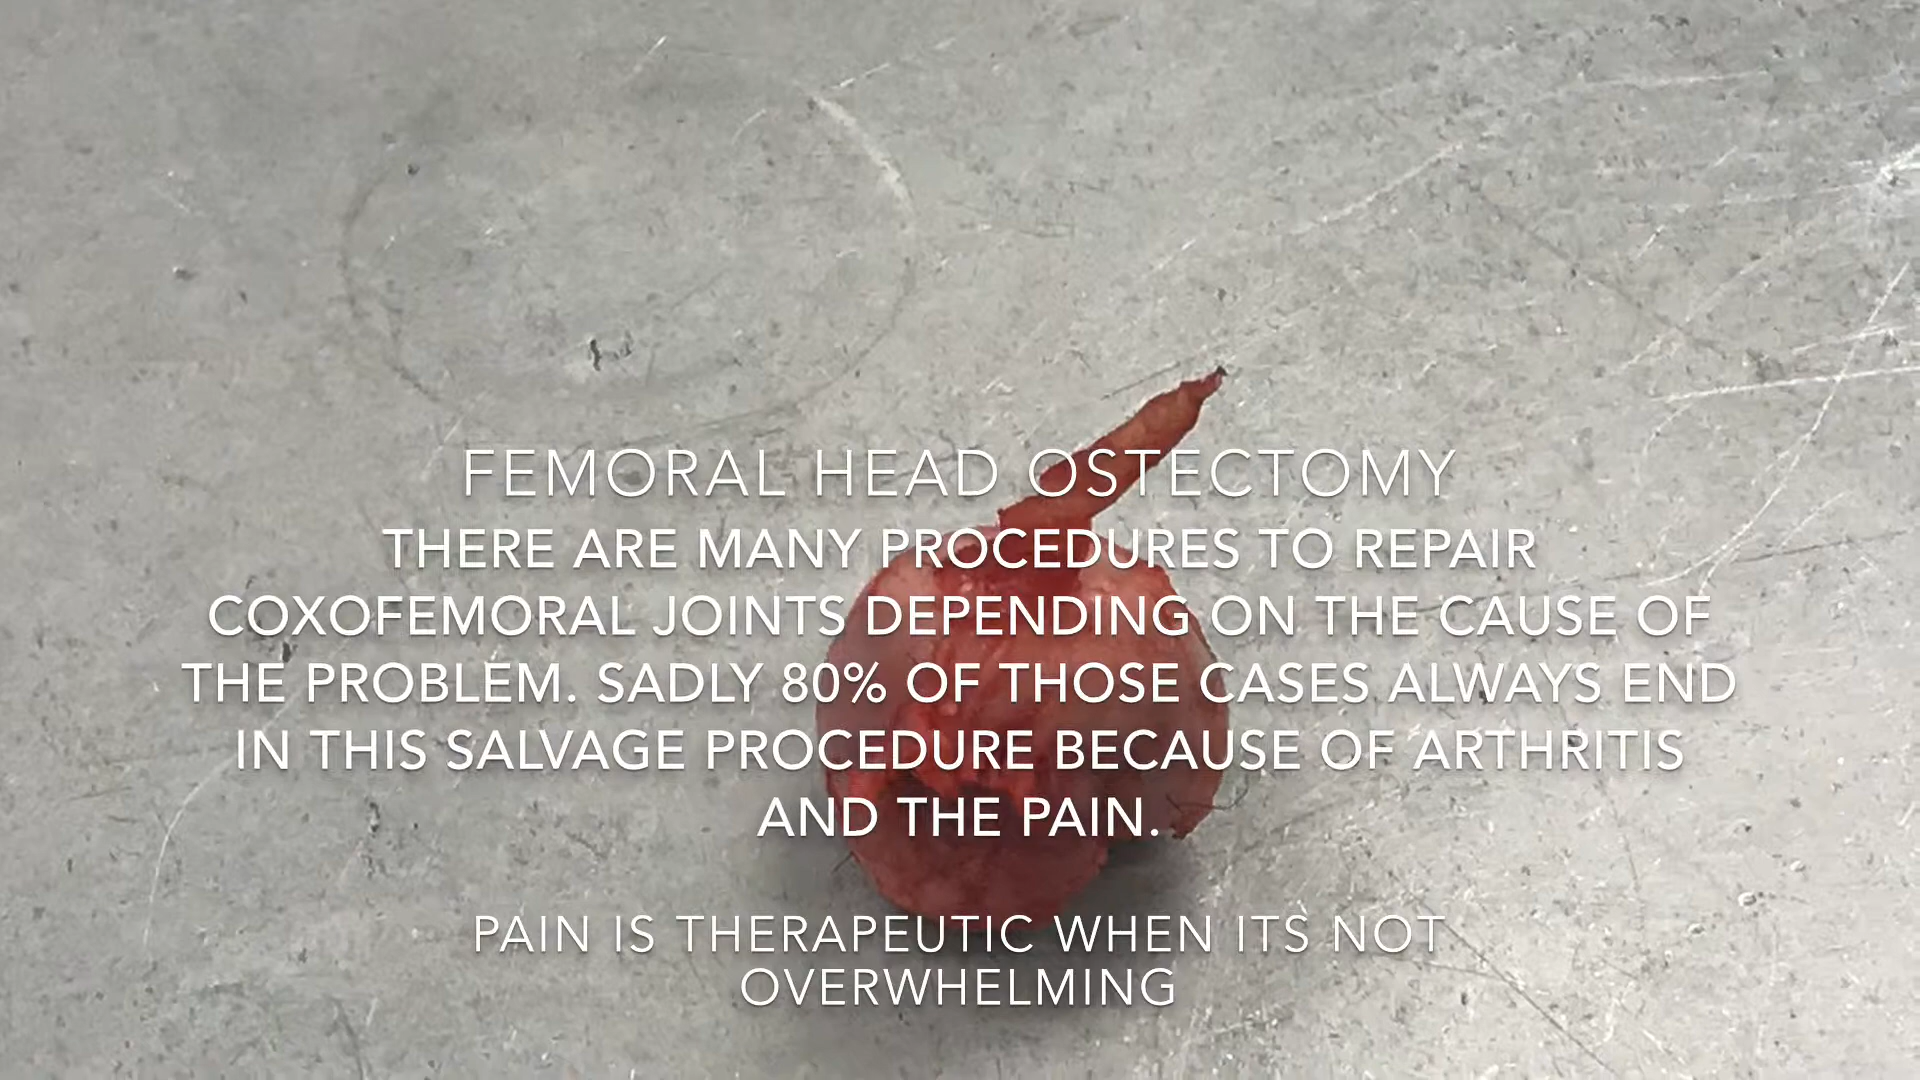 FEMORAL HEAD OSTECTOMY
THERE ARE MANY PROCEDURES TO REPAIR
COXOFEMORAL JOINTS DEPENDING ON THE CAUSE OF
THE PROBLEM. SADLY 80% OF THOSE CASES ALWAYS END
IN THIS SALVAGE PROCEDURE BECAUSE OF ARTHRITIS
AND THE PAIN.
PAIN IS THERAPEUTIC WHEN ITS NOT
OVERWHELMING